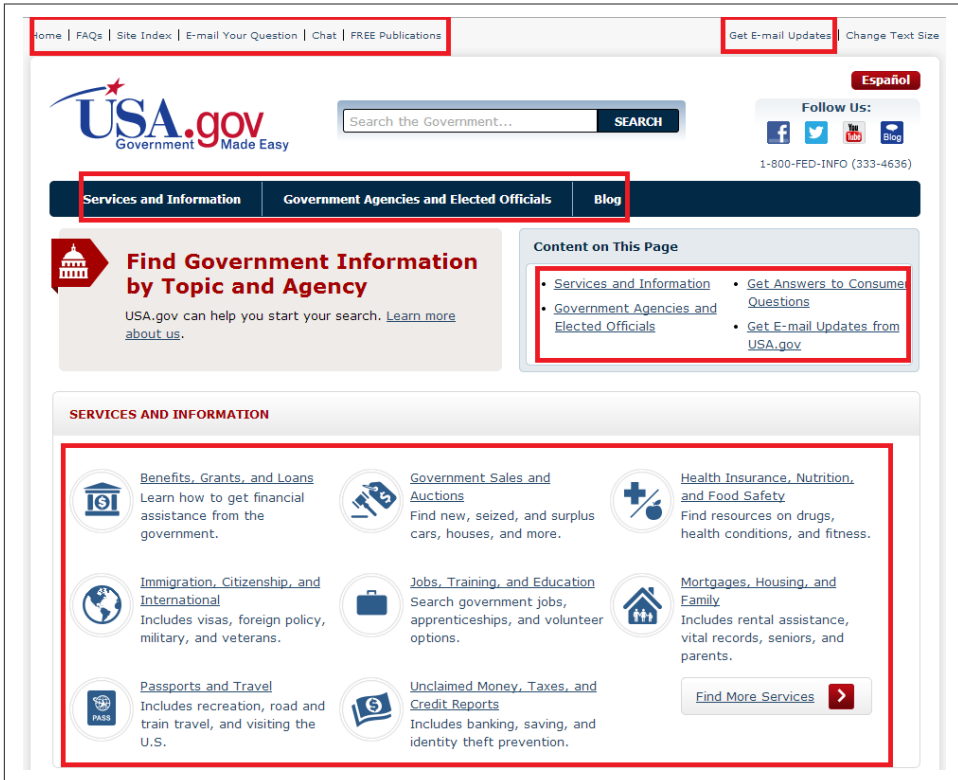 Home | FAQs | Site Index | E-mail Your Question | Chat | FREE Publications
Get E-mail Updates | Change Text Size
Español
USA.gov
Government Made Easy
Search the Government...
SEARCH
Follow Us:
You Tube
Blog
1-800-FED-INFO (333-4636)
Services and Information
Government Agencies and Elected Officials
Blog
Find Government Information
by Topic and Agency
USA.gov can help you start your search. Learn more
about us.
Content on This Page
• Services and Information
• Government Agencies and
Elected Officials
• Get Answers to Consumer
Questions
• Get E-mail Updates from
USA.gov
SERVICES AND INFORMATION
Benefits, Grants, and Loans
Learn how to get financial
assistance from the
government.
Government Sales and
Auctions
Find new, seized, and surplus
cars, houses, and more.
Health Insurance, Nutrition,
and Food Safety
Find resources on drugs,
health conditions, and fitness.
Immigration, Citizenship, and
International
Includes visas, foreign policy,
military, and veterans.
Jobs, Training, and Education
Search government jobs,
apprenticeships, and volunteer
options.
Mortgages, Housing, and
Family
Includes rental assistance,
vital records, seniors, and
parents.
PASS
Passports and Travel
Includes recreation, road and
train travel, and visiting the
U.S.
Unclaimed Money, Taxes, and
Credit Reports
Includes banking, saving, and
identity theft prevention.
Find More Services